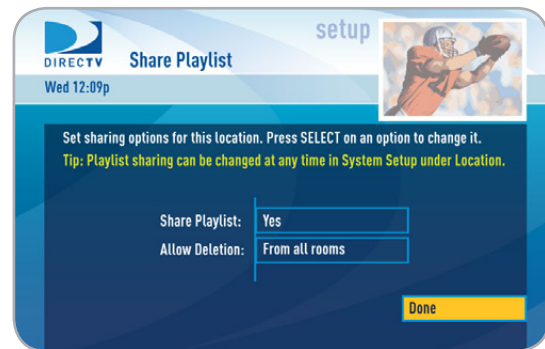 setup
DIRECTV
Share Playlist
Wed 12:09p
Set sharing options for this location. Press SELECT on an option to change it.
Tip: Playlist sharing can be changed at any time in System Setup under Location.
Share Playlist: Yes
Allow Deletion: From all rooms
Done